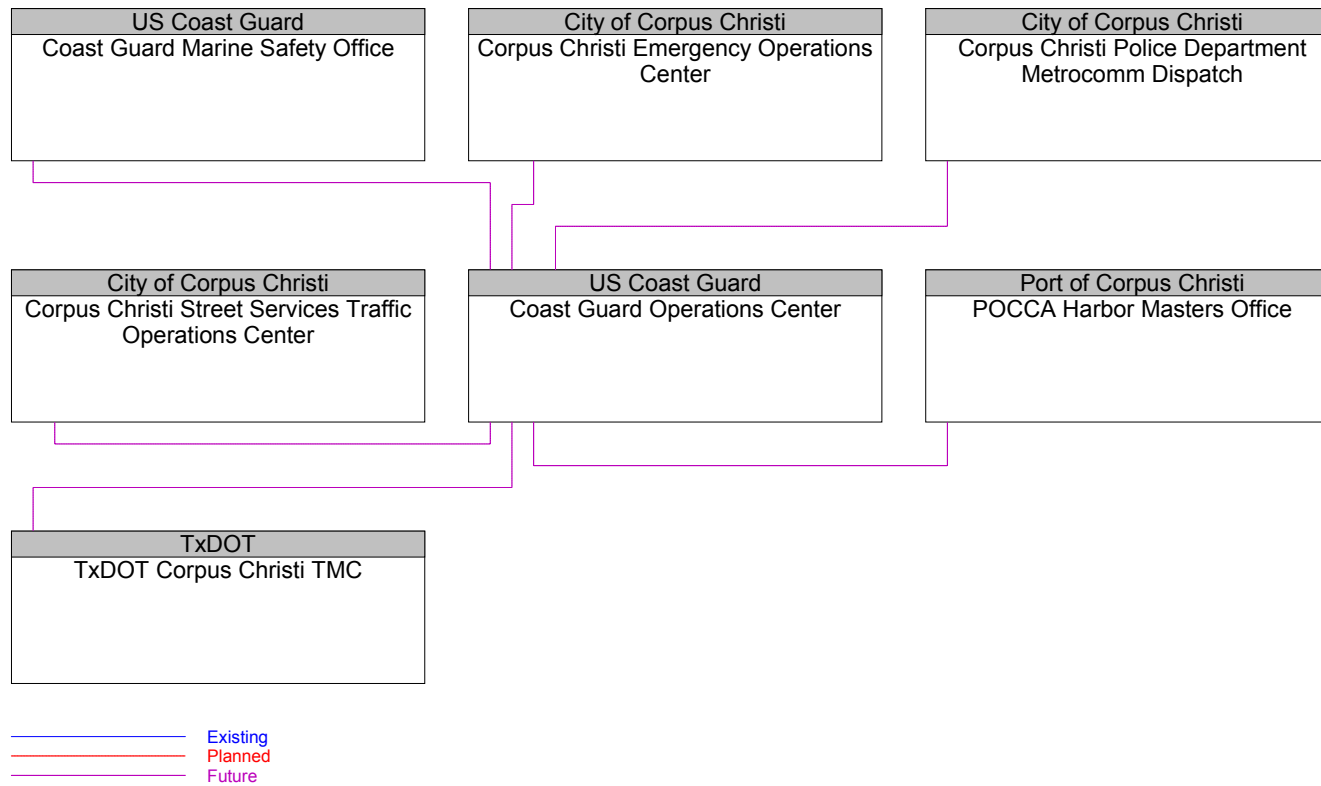 US Coast Guard
Coast Guard Marine Safety Office
City of Corpus Christi
Corpus Christi Emergency Operations
Center
City of Corpus Christi
Corpus Christi Police Department
Metrocomm Dispatch
City of Corpus Christi
Corpus Christi Street Services Traffic
Operations Center
US Coast Guard
Coast Guard Operations Center
Port of Corpus Christi
POCCA Harbor Masters Office
TxDOT
TxDOT Corpus Christi TMC
Existing
Planned
Future